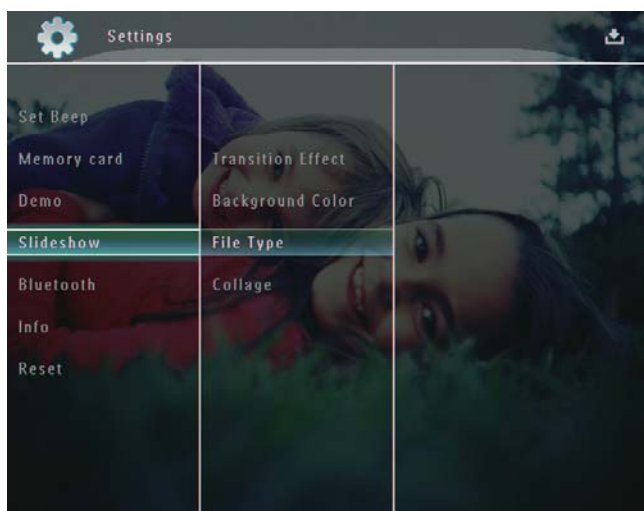 Settings
Set Beep
Memory card
Demo
Slideshow
Bluetooth
Info
Reset
Transition Effect
Background Color
File Type
Collage